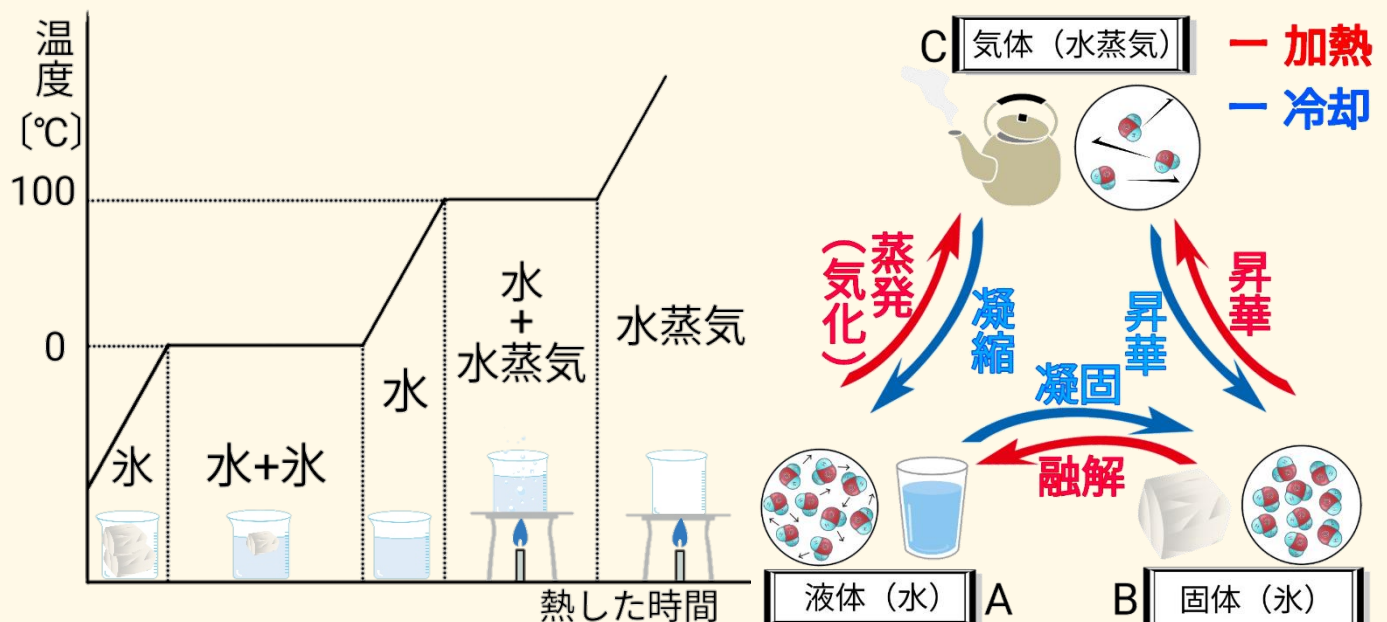 温度
〔℃〕
100
0
氷
水+氷
水
水
+
水蒸気
水蒸気
熱した時間
C
気体（水蒸気）
ー 加熱
ー 冷却
蒸発
（気化）
凝縮
昇華
昇華
凝固
融解
液体（水）
A
B
固体（氷）